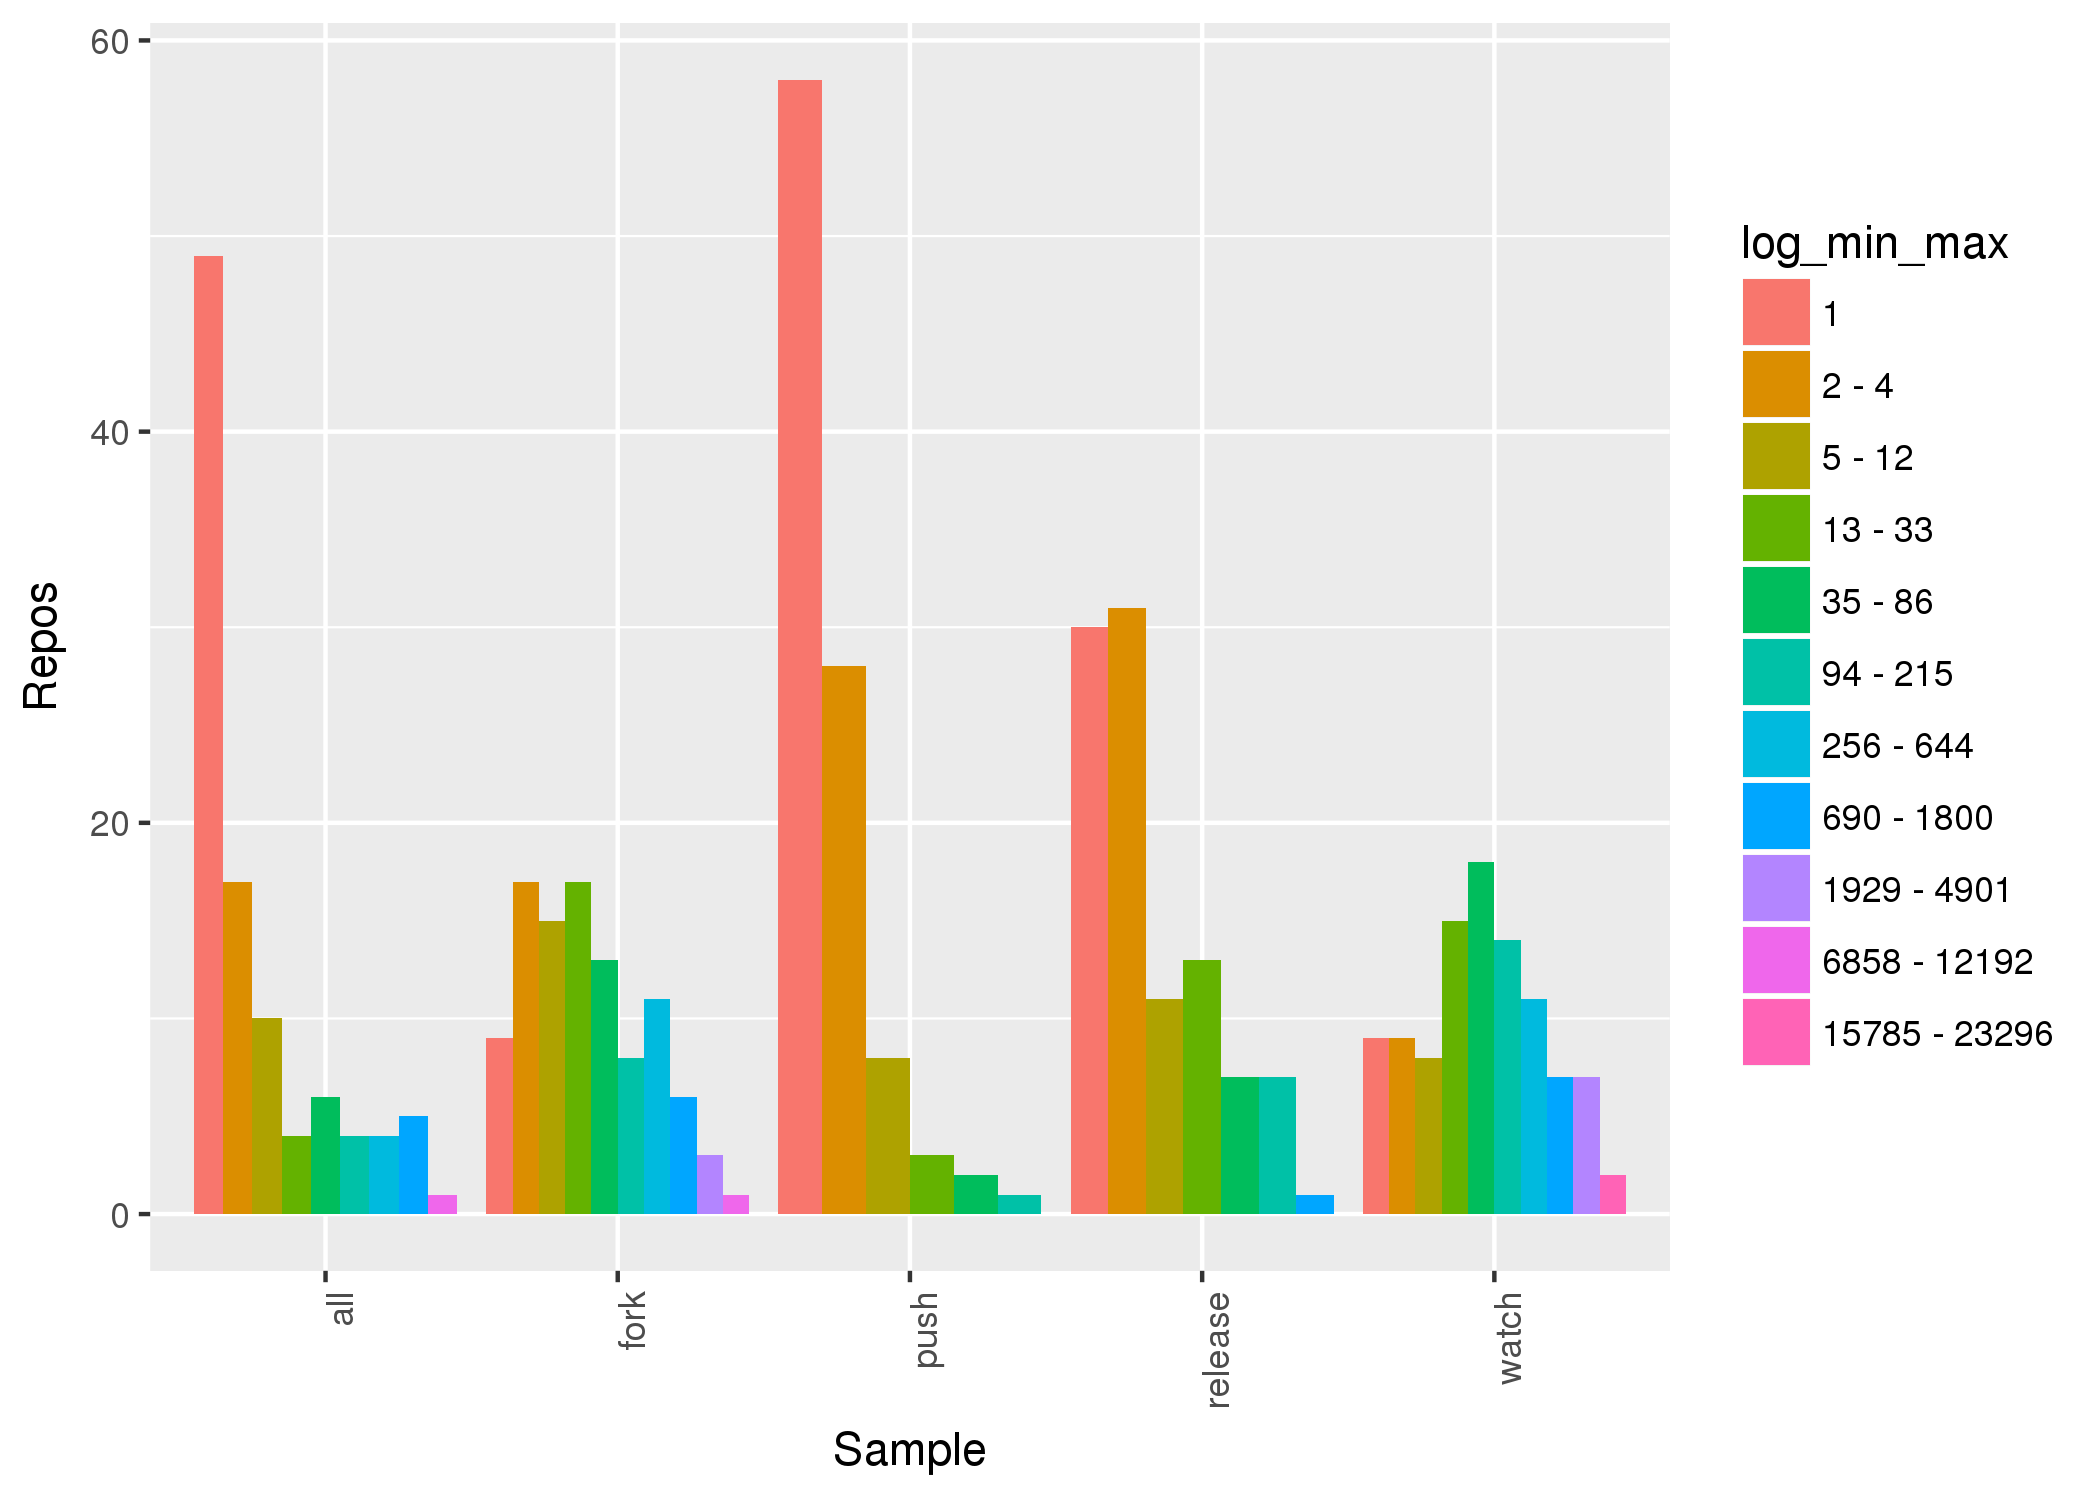 60
40
20
0
Repos
all
fork
push
release
watch
Sample
log_min_max
1
2 - 4
5 - 12
13 - 33
35 - 86
94 - 215
256 - 644
690 - 1800
1929 - 4901
6858 - 12192
15785 - 23296